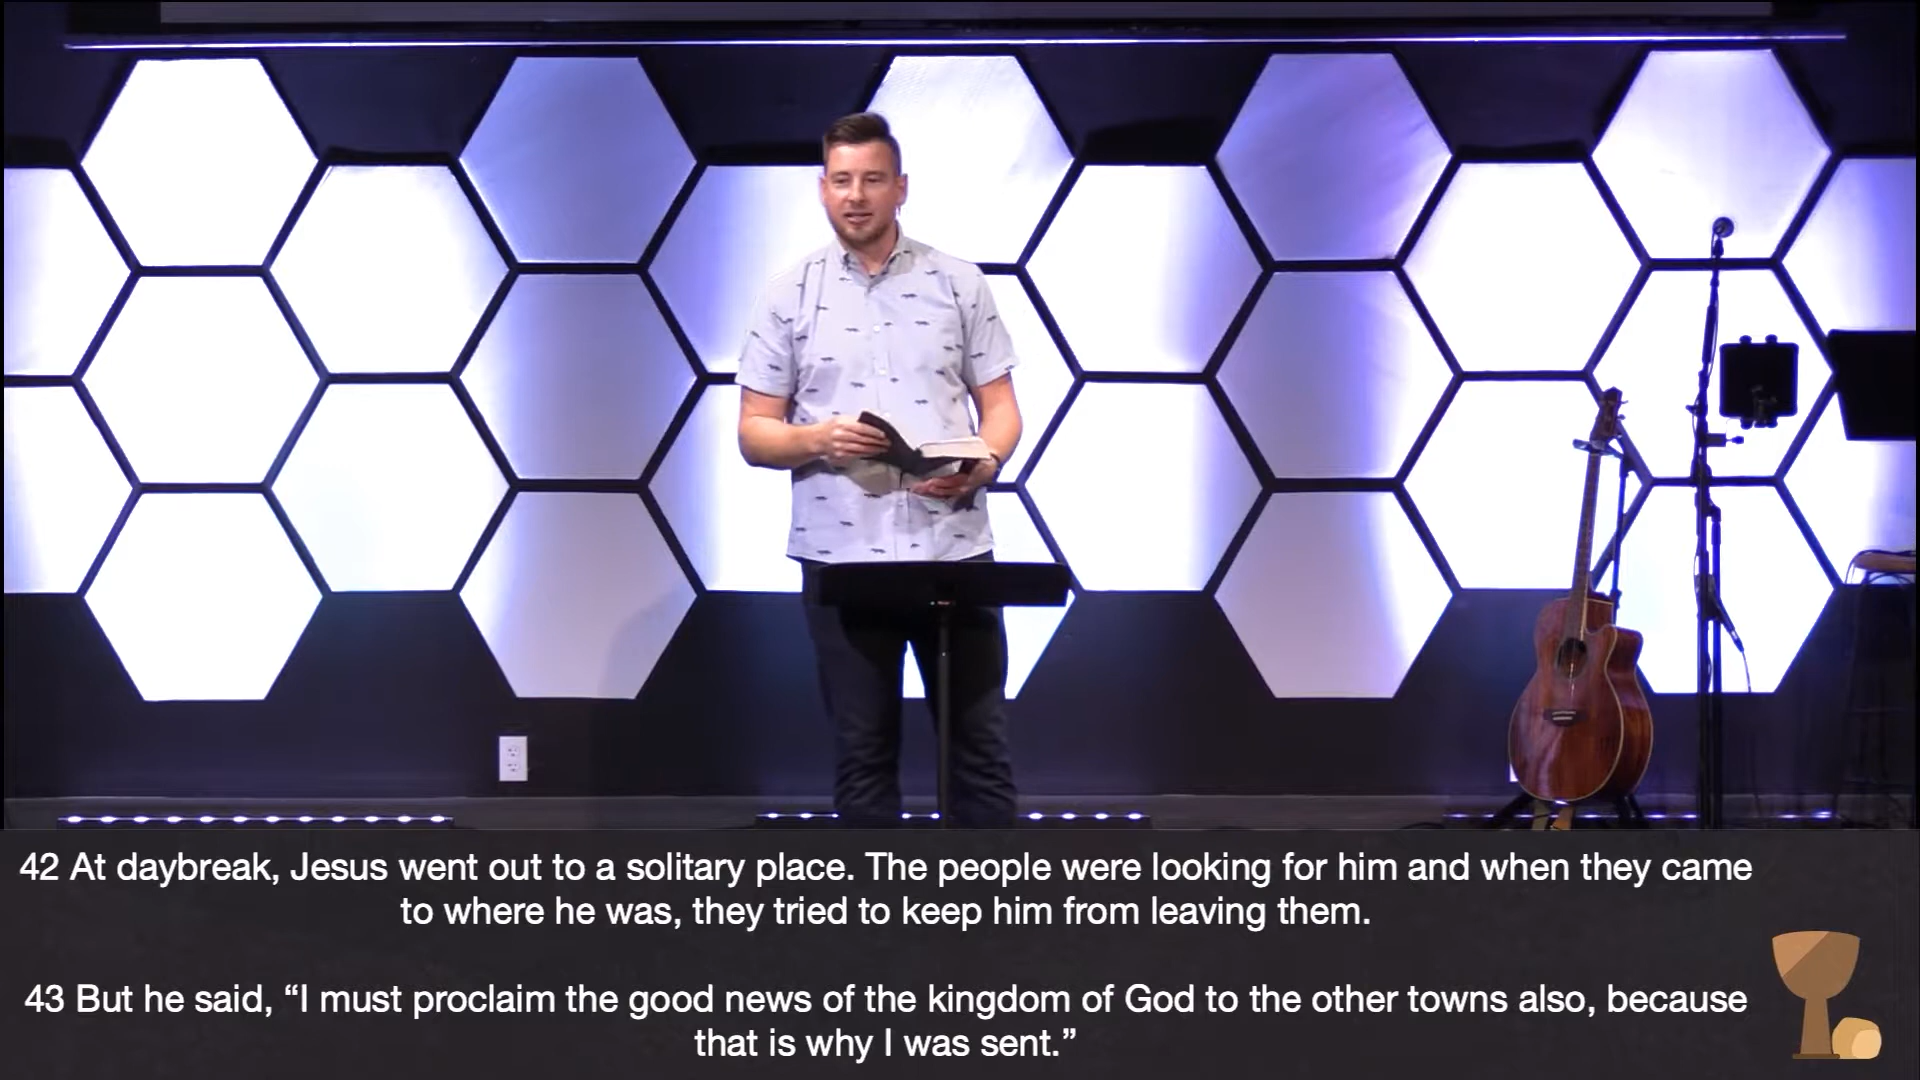 42 At daybreak, Jesus went out to a solitary place. The people were looking for him and when they came
to where he was, they tried to keep him from leaving them.
43 But he said, “I must proclaim the good news of the kingdom of God to the other towns also, because
that is why I was sent.”